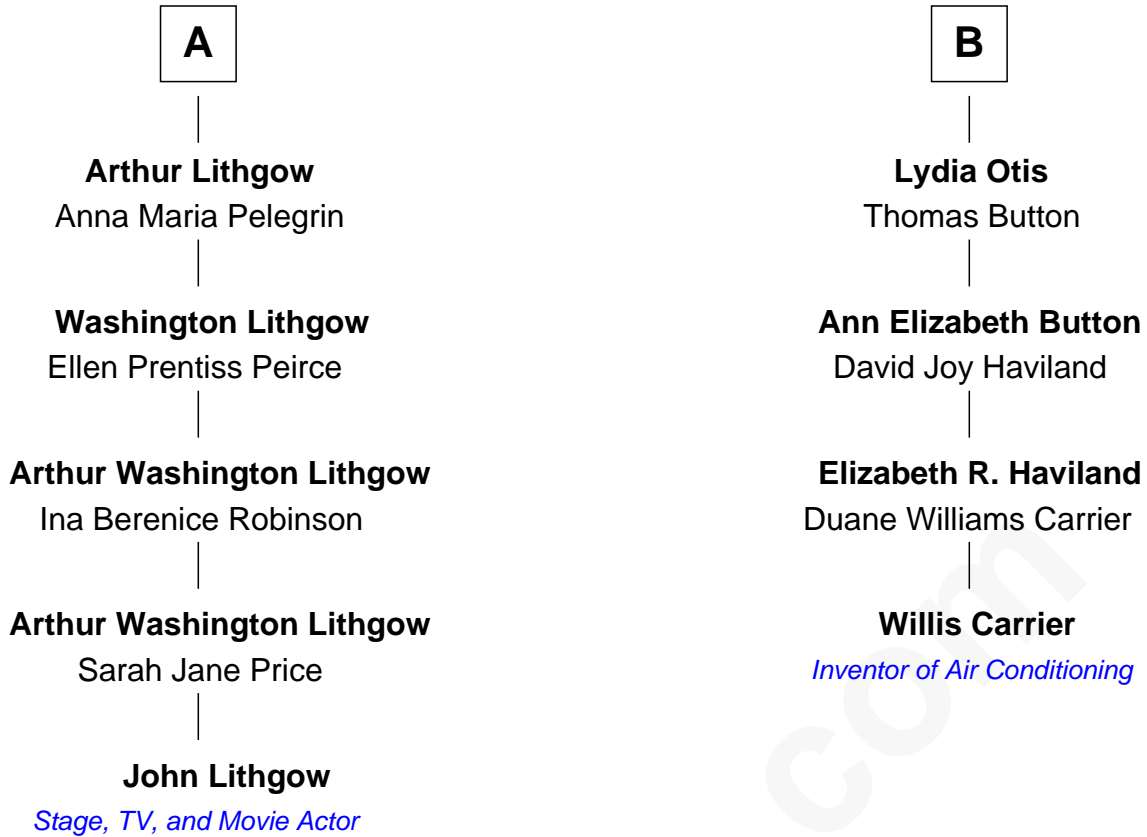 A
Arthur Lithgow
Anna Maria Pelegrin
Washington Lithgow
Ellen Prentiss Peirce
Arthur Washington Lithgow
Ina Berenice Robinson
Arthur Washington Lithgow
Sarah Jane Price
John Lithgow
Stage, TV, and Movie Actor
B
Lydia Otis
Thomas Button
Ann Elizabeth Button
David Joy Haviland
Elizabeth R. Haviland
Duane Williams Carrier
Willis Carrier
Inventor of Air Conditioning
com